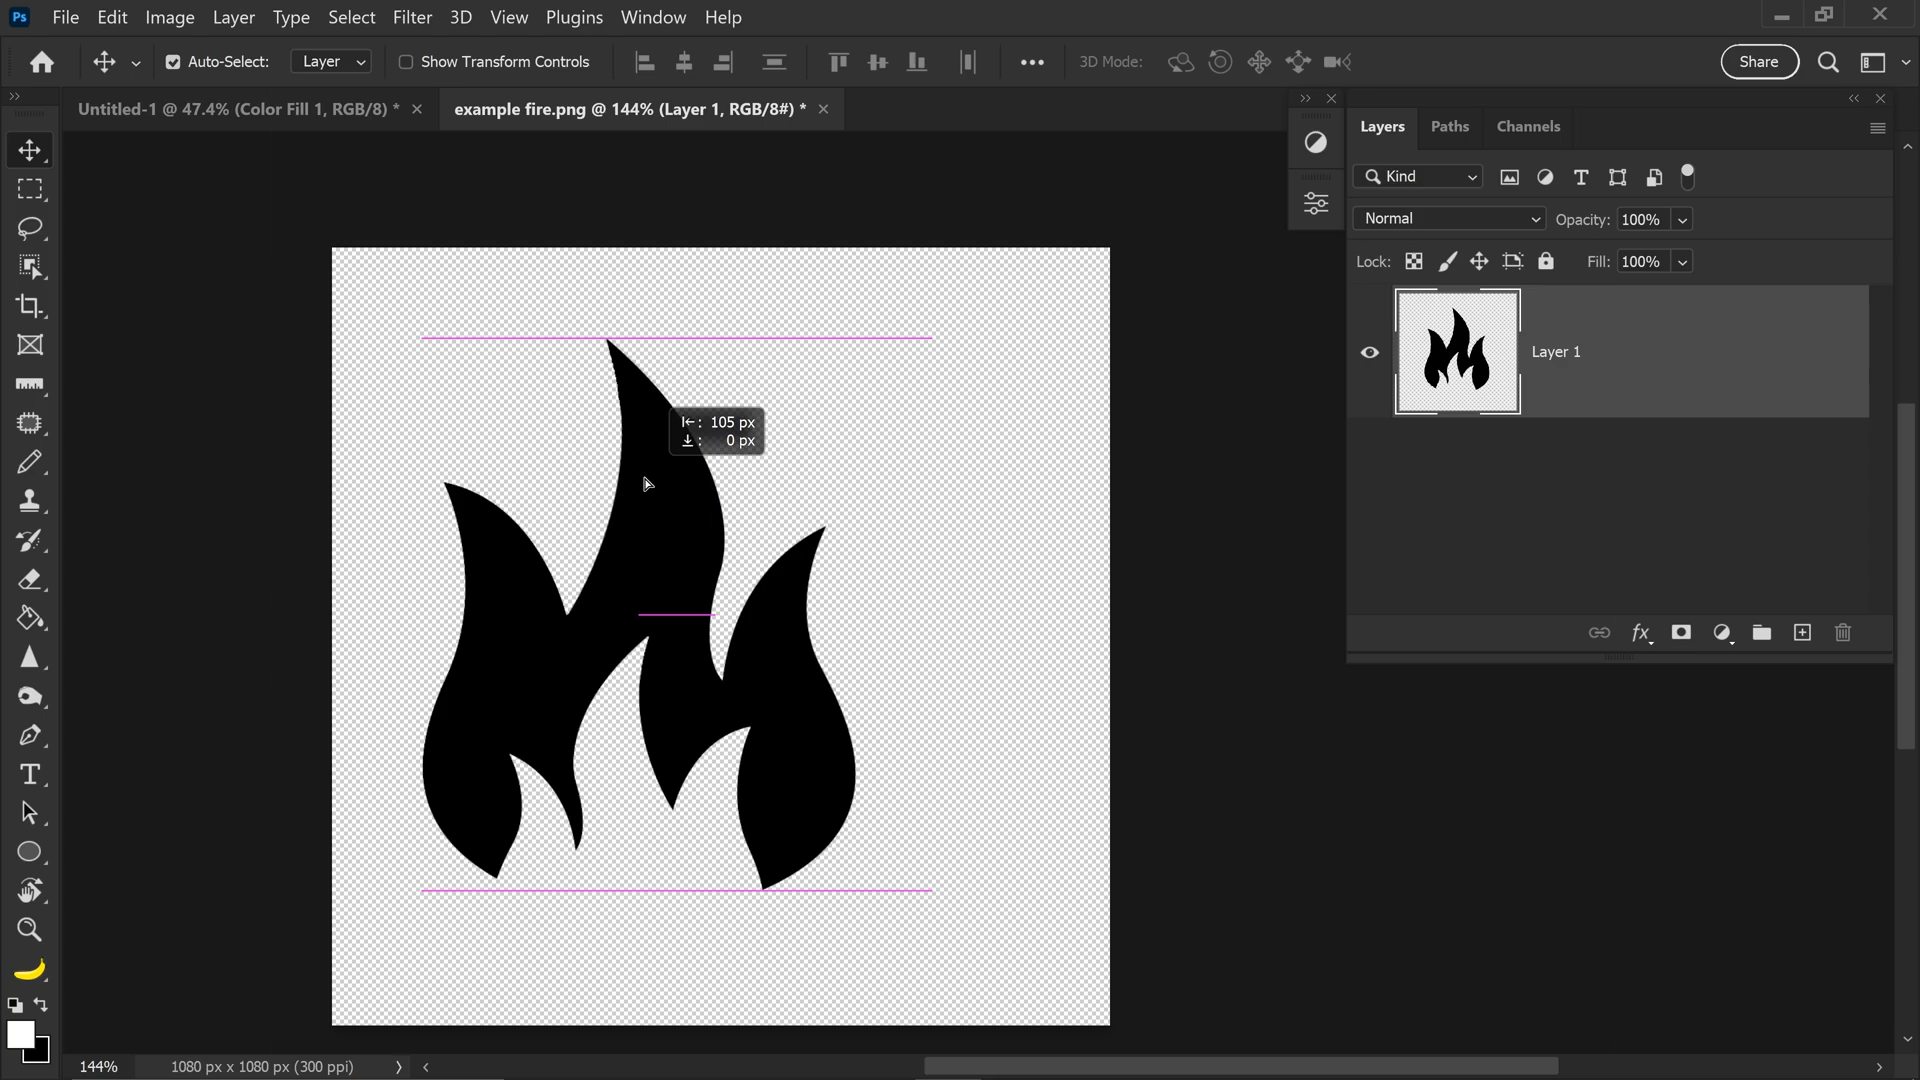 Ps File Edit Image Layer Type Select Filter 3D View Plugins Window Help
Auto-Select: Layer Show Transform Controls 3D Mode: Share
Untitled-1 @ 47.4% (Color Fill 1, RGB/8) * example fire.png @ 144% (Layer 1, RGB/8#) *
Layers Paths Channels
Kind
Normal Opacity: 100%
Lock: Fill: 100%
Layer 1
105 px
0 px
fx
144% 1080 px x 1080 px (300 ppi)